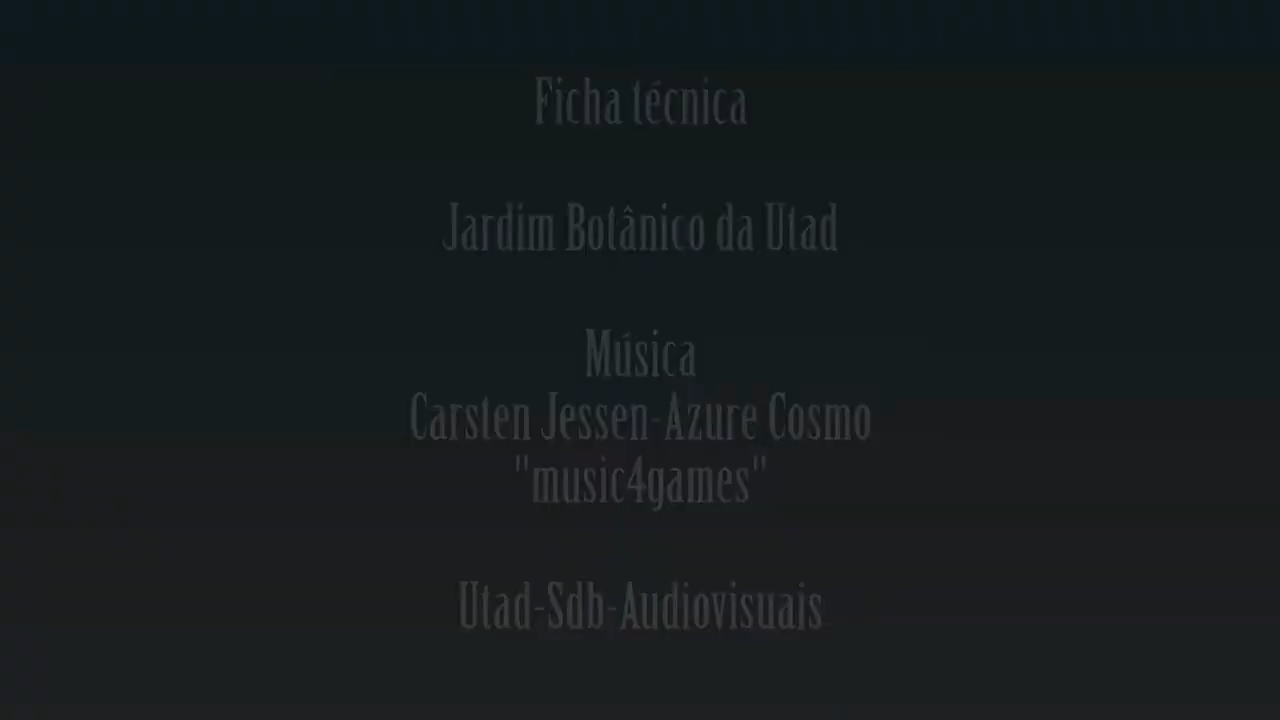 Ficha técnica
Jardim Botânico da Utad
Música
Carsten Jessen-Azure Cosmo
"music4games"
Utad-Sdb-Audiovisuais